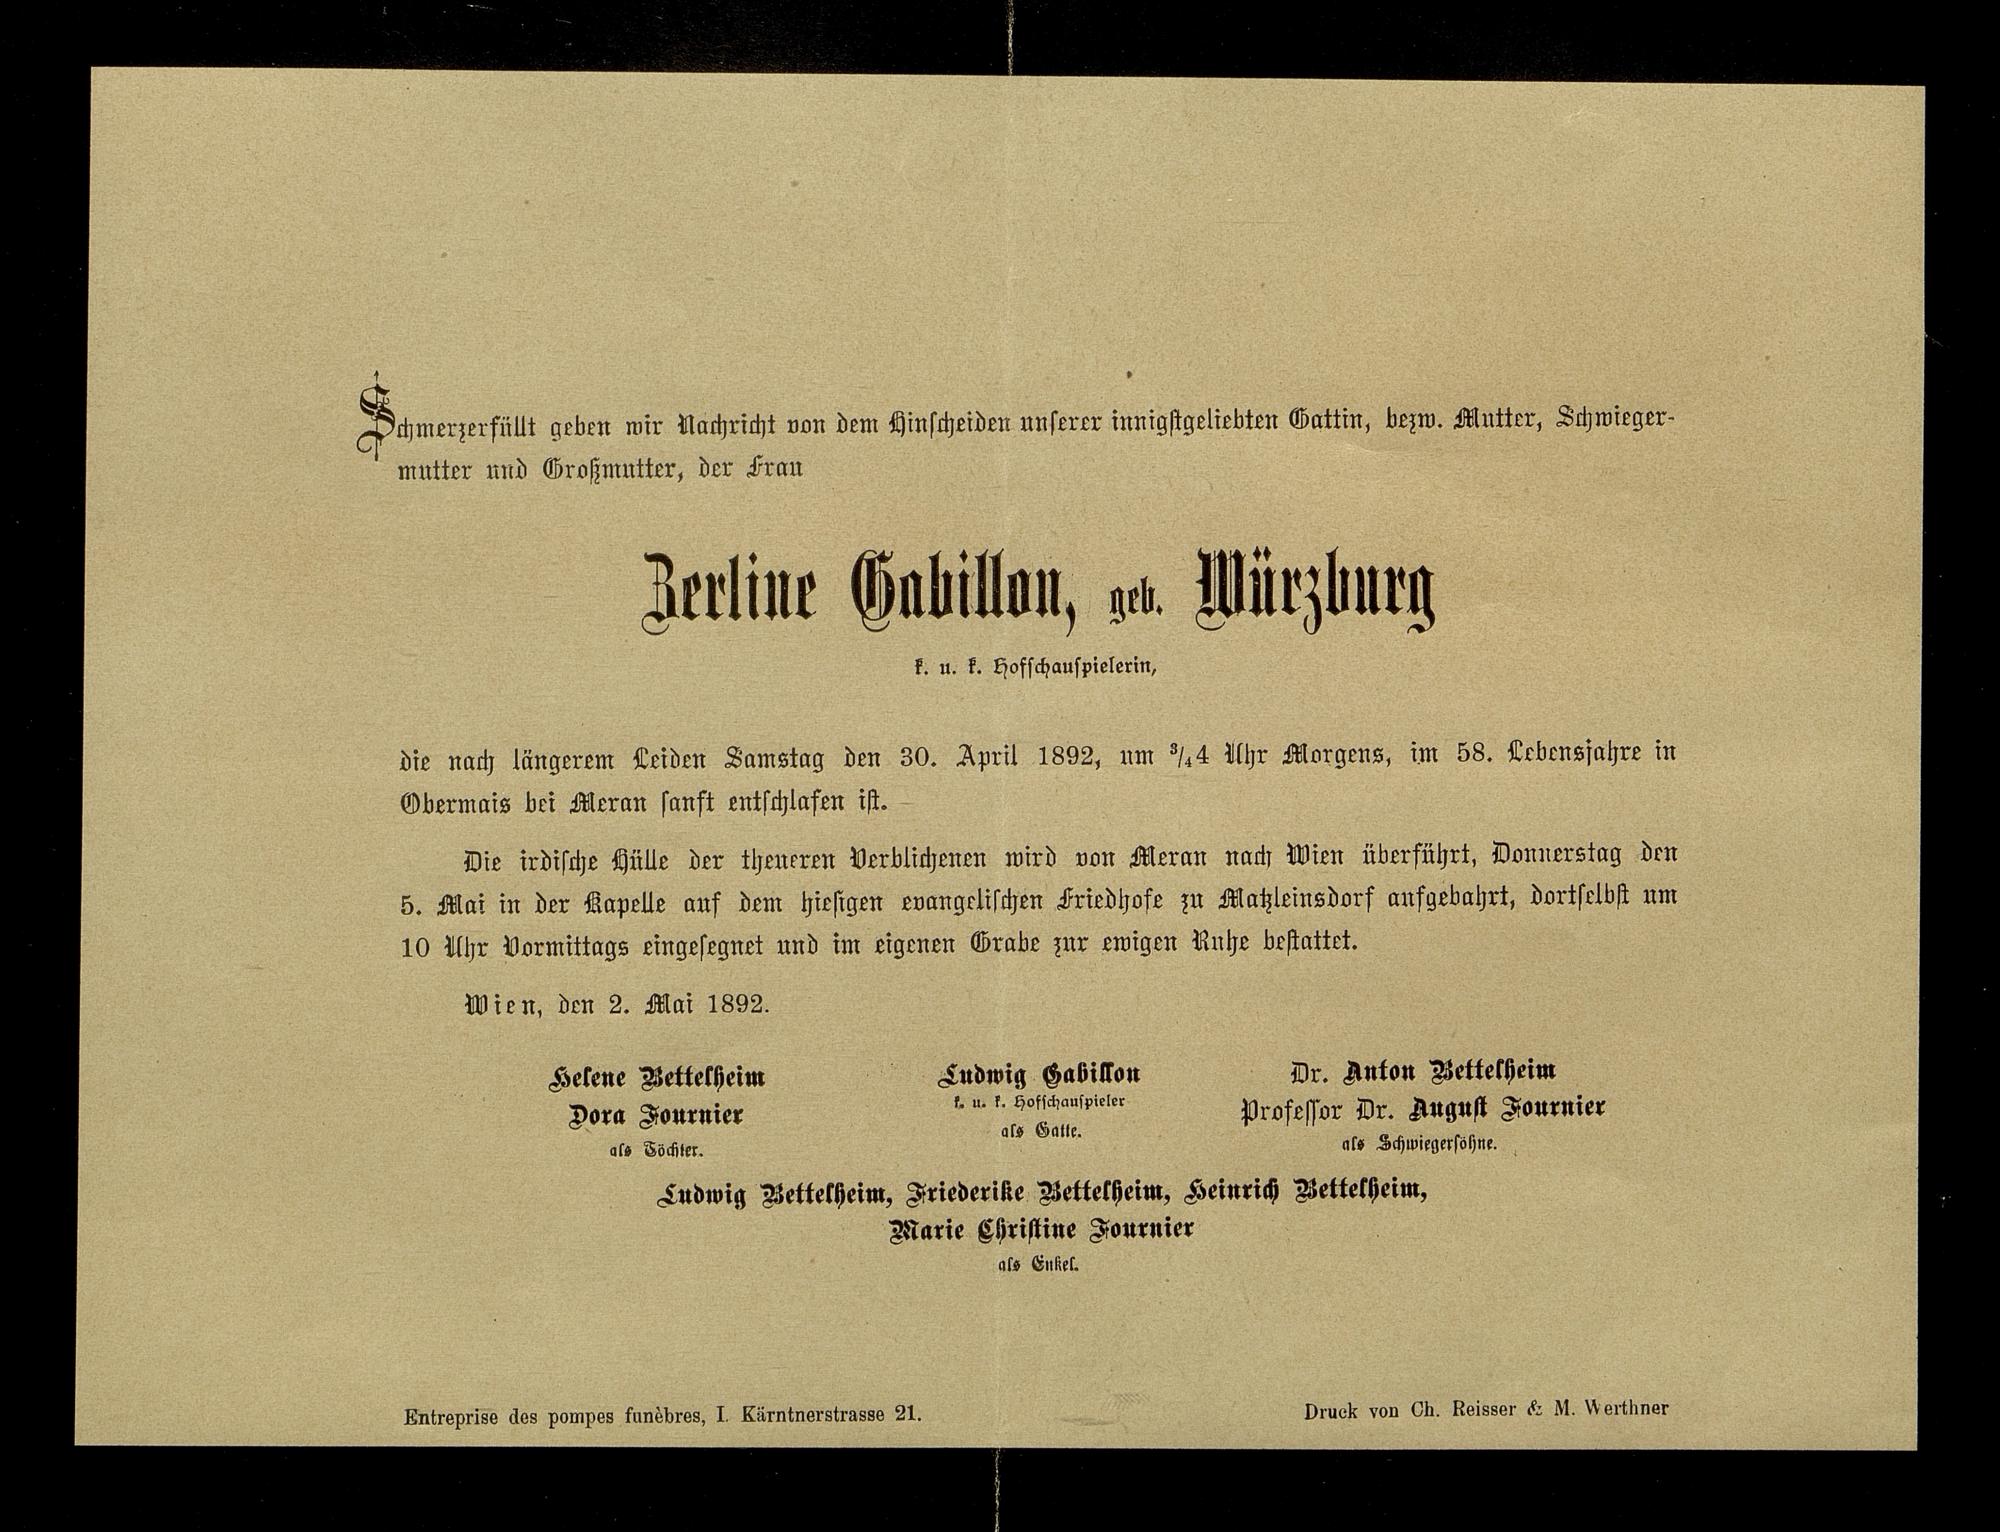 Schmerzerfüllt geben wir Nachricht von dem Hinscheiden unserer innigstgeliebten Gattin, bezw. Mutter, Schwieger-
mutter und Großmutter, der Frau
Zerline Gabillon, geb. Würzburg
k. u. k. Hofschauspielerin,
die nach längerem Leiden Samstag den 30. April 1892, um 3/4 4 Uhr Morgens, im 58. Lebensjahre in
Obermais bei Meran sanft entschlafen ist.
Die irdische Hülle der theueren Verblichenen wird von Meran nach Wien überführt, Donnerstag den
5. Mai in der Kapelle auf dem hiesigen evangelischen Friedhofe zu Matzleinsdorf aufgebahrt, dortselbst um
10 Uhr Vormittags eingesegnet und im eigenen Grabe zur ewigen Ruhe bestattet.
Wien, den 2. Mai 1892.
Helene Bettelheim
Dora Fournier
als Töchter.
Ludwig Gabillon
k. u. k. Hofschauspieler
als Gatte.
Dr. Anton Bettelheim
Professor Dr. August Fournier
als Schwiegersöhne.
Ludwig Bettelheim, Friederike Bettelheim, Heinrich Bettelheim,
Marie Christine Fournier
als Enkel.
Entreprise des pompes funèbres, I. Kärntnerstrasse 21.
Druck von Ch. Reisser & M. Werthner